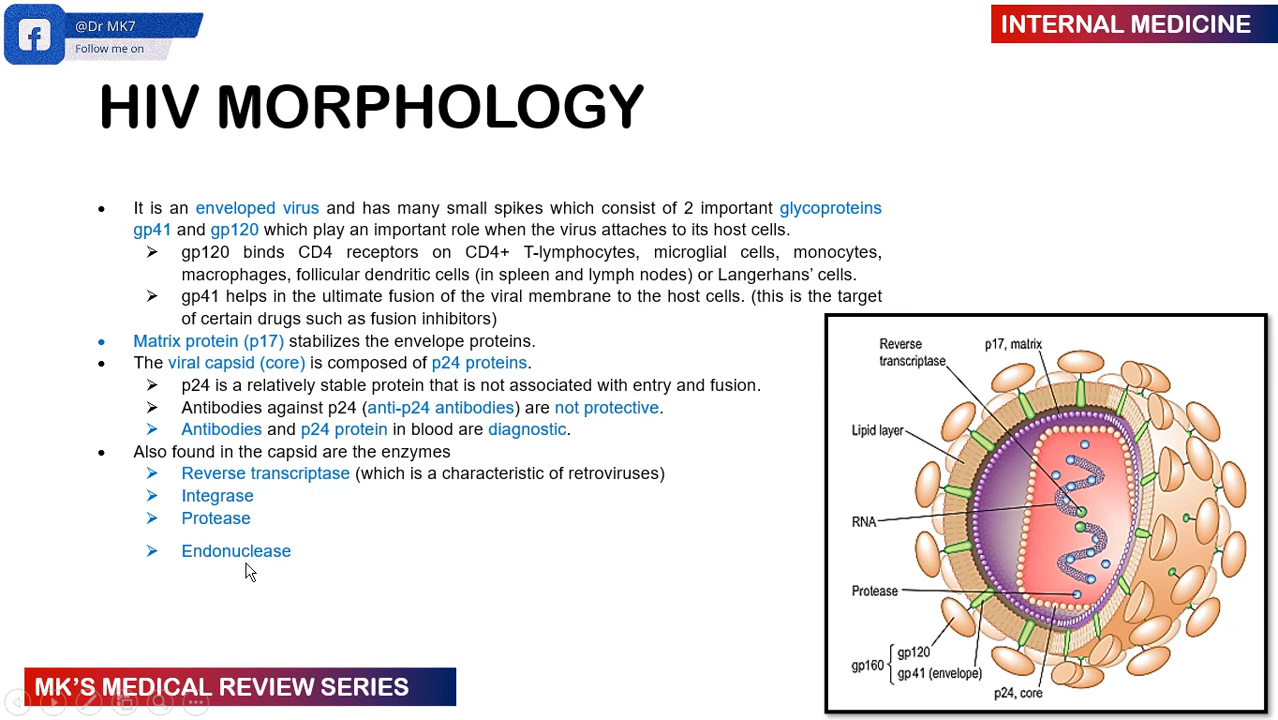 @Dr MK7
Follow me on
INTERNAL MEDICINE
HIV MORPHOLOGY
• It is an enveloped virus and has many small spikes which consist of 2 important glycoproteins
gp41 and gp120 which play an important role when the virus attaches to its host cells.
➢ gp120 binds CD4 receptors on CD4+ T-lymphocytes, microglial cells, monocytes,
macrophages, follicular dendritic cells (in spleen and lymph nodes) or Langerhans’ cells.
➢ gp41 helps in the ultimate fusion of the viral membrane to the host cells. (this is the target
of certain drugs such as fusion inhibitors)
• Matrix protein (p17) stabilizes the envelope proteins.
• The viral capsid (core) is composed of p24 proteins.
➢ p24 is a relatively stable protein that is not associated with entry and fusion.
➢ Antibodies against p24 (anti-p24 antibodies) are not protective.
➢ Antibodies and p24 protein in blood are diagnostic.
• Also found in the capsid are the enzymes
➢ Reverse transcriptase (which is a characteristic of retroviruses)
➢ Integrase
➢ Protease
➢ Endonuclease
Reverse
transcriptase
p17, matrix
Lipid layer
RNA
Protease
gp160
gp120
gp41 (envelope)
p24, core
MK’S MEDICAL REVIEW SERIES